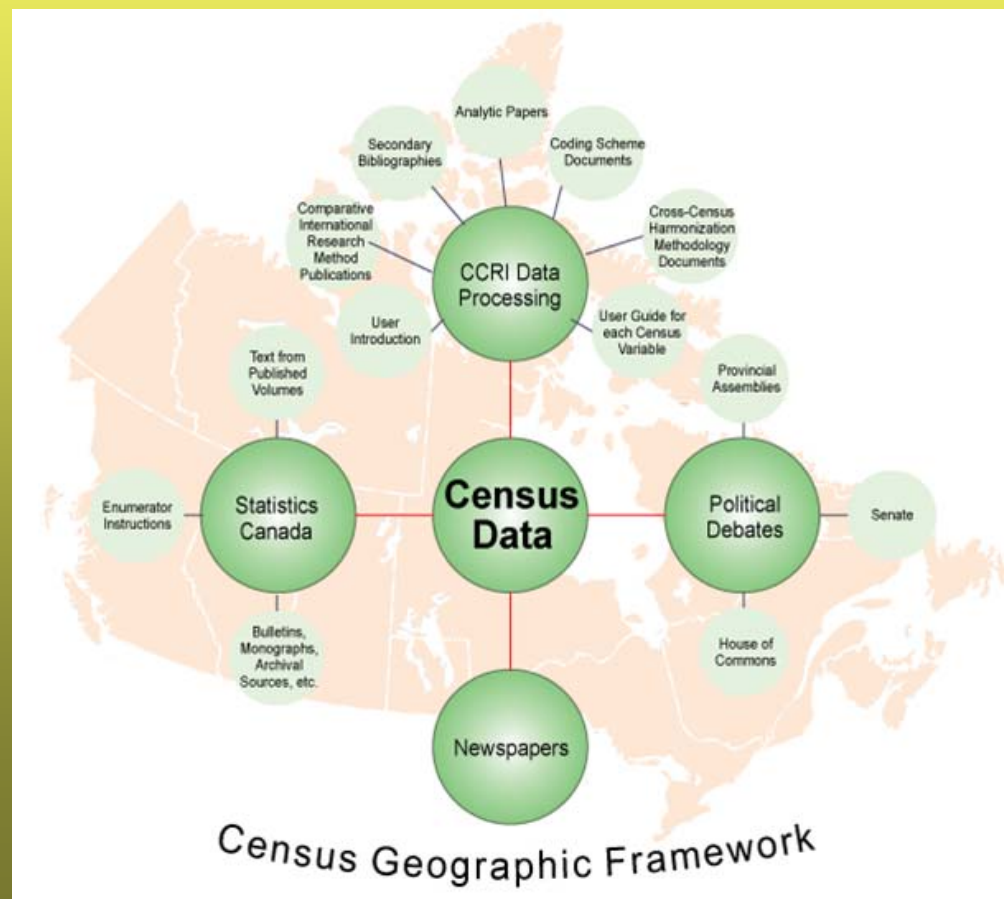 Analytic Papers
Secondary
Bibliographies
Coding Scheme
Documents
Comparative
International
Research
Method
Publications
Cross-Census
Harmonization
Methodology
Documents
CCRI Data
Processing
User
Introduction
User Guide for
each Census
Variable
Text from
Published
Volumes
Provincial
Assemblies
Enumerator
Instructions
Statistics
Canada
Census
Data
Political
Debates
Senate
Bulletins,
Monographs,
Archival
Sources, etc.
House of
Commons
Newspapers
Census Geographic Framework